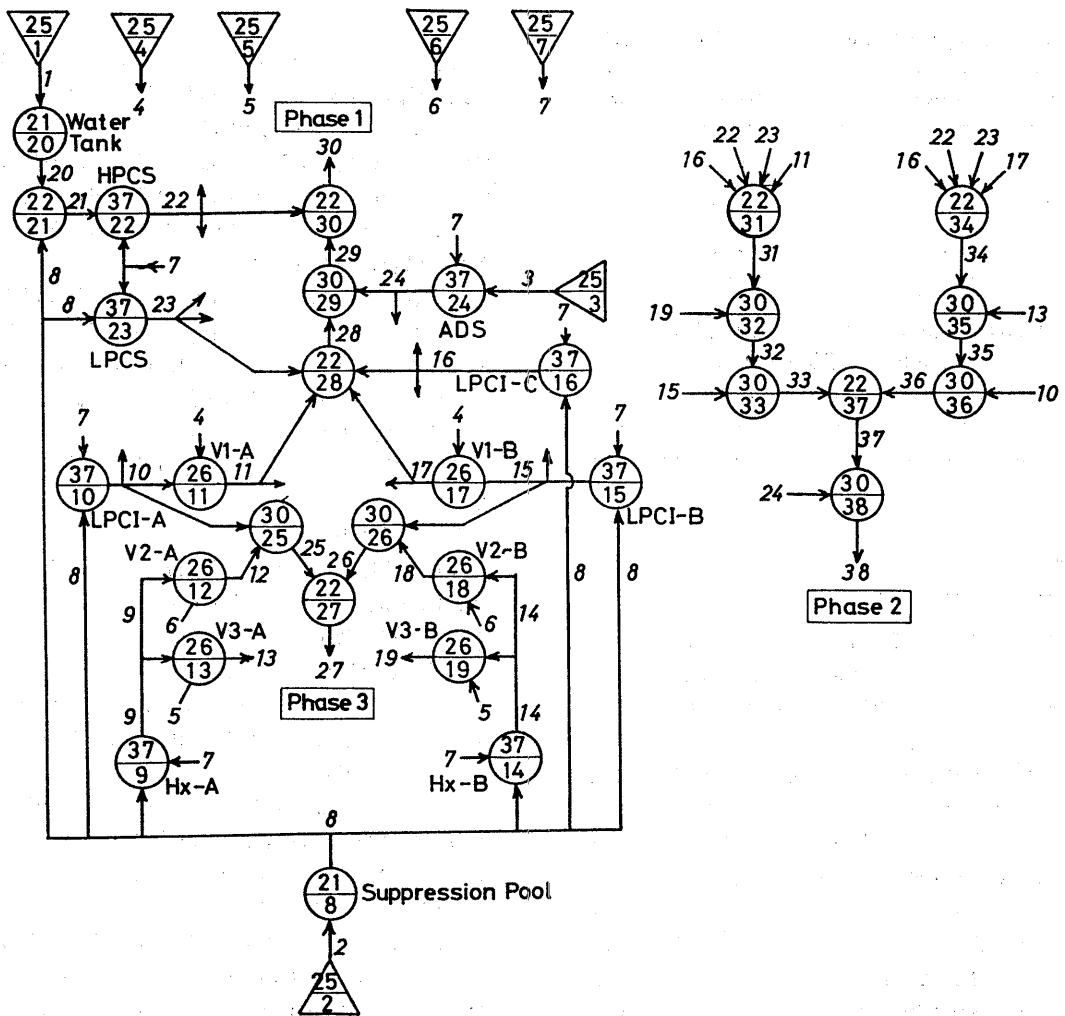 25 25 25 25 25
1 4 5 6 7
1 4 5 6 7
Phase 1
21 Water
20 Tank
30
20
HPCS
22 21 37 22 22
21 22 30
7
29
8
8 37 23 30 24 37 3 25
23 29 24 3
LPCS
ADS
7
28
22 16 37
28 LPCI-C 16
7 4 4 7
V1-A V1-B
37 10 26 11 17 26 15 37
10 11 17 15
LPCI-A LPCI-B
30 30
25 26
V2-A 25 26 V2-B
8 26 12 22 18 26 8 8
12 27 18
9 6 6 14
V3-A V3-B
26 13 27 19 26
13 19
5 5
Phase 3
9 14
37 7 7 37
9 14
Hx-A Hx-B
8
21 Suppression Pool
8
2
25
2
22 23 22 23
16 11 16 17
22 22
31 34
31 34
19 30 30 13
32 35
32 35
15 30 33 22 36 30 10
33 37 36
37
24 30
38
38
Phase 2